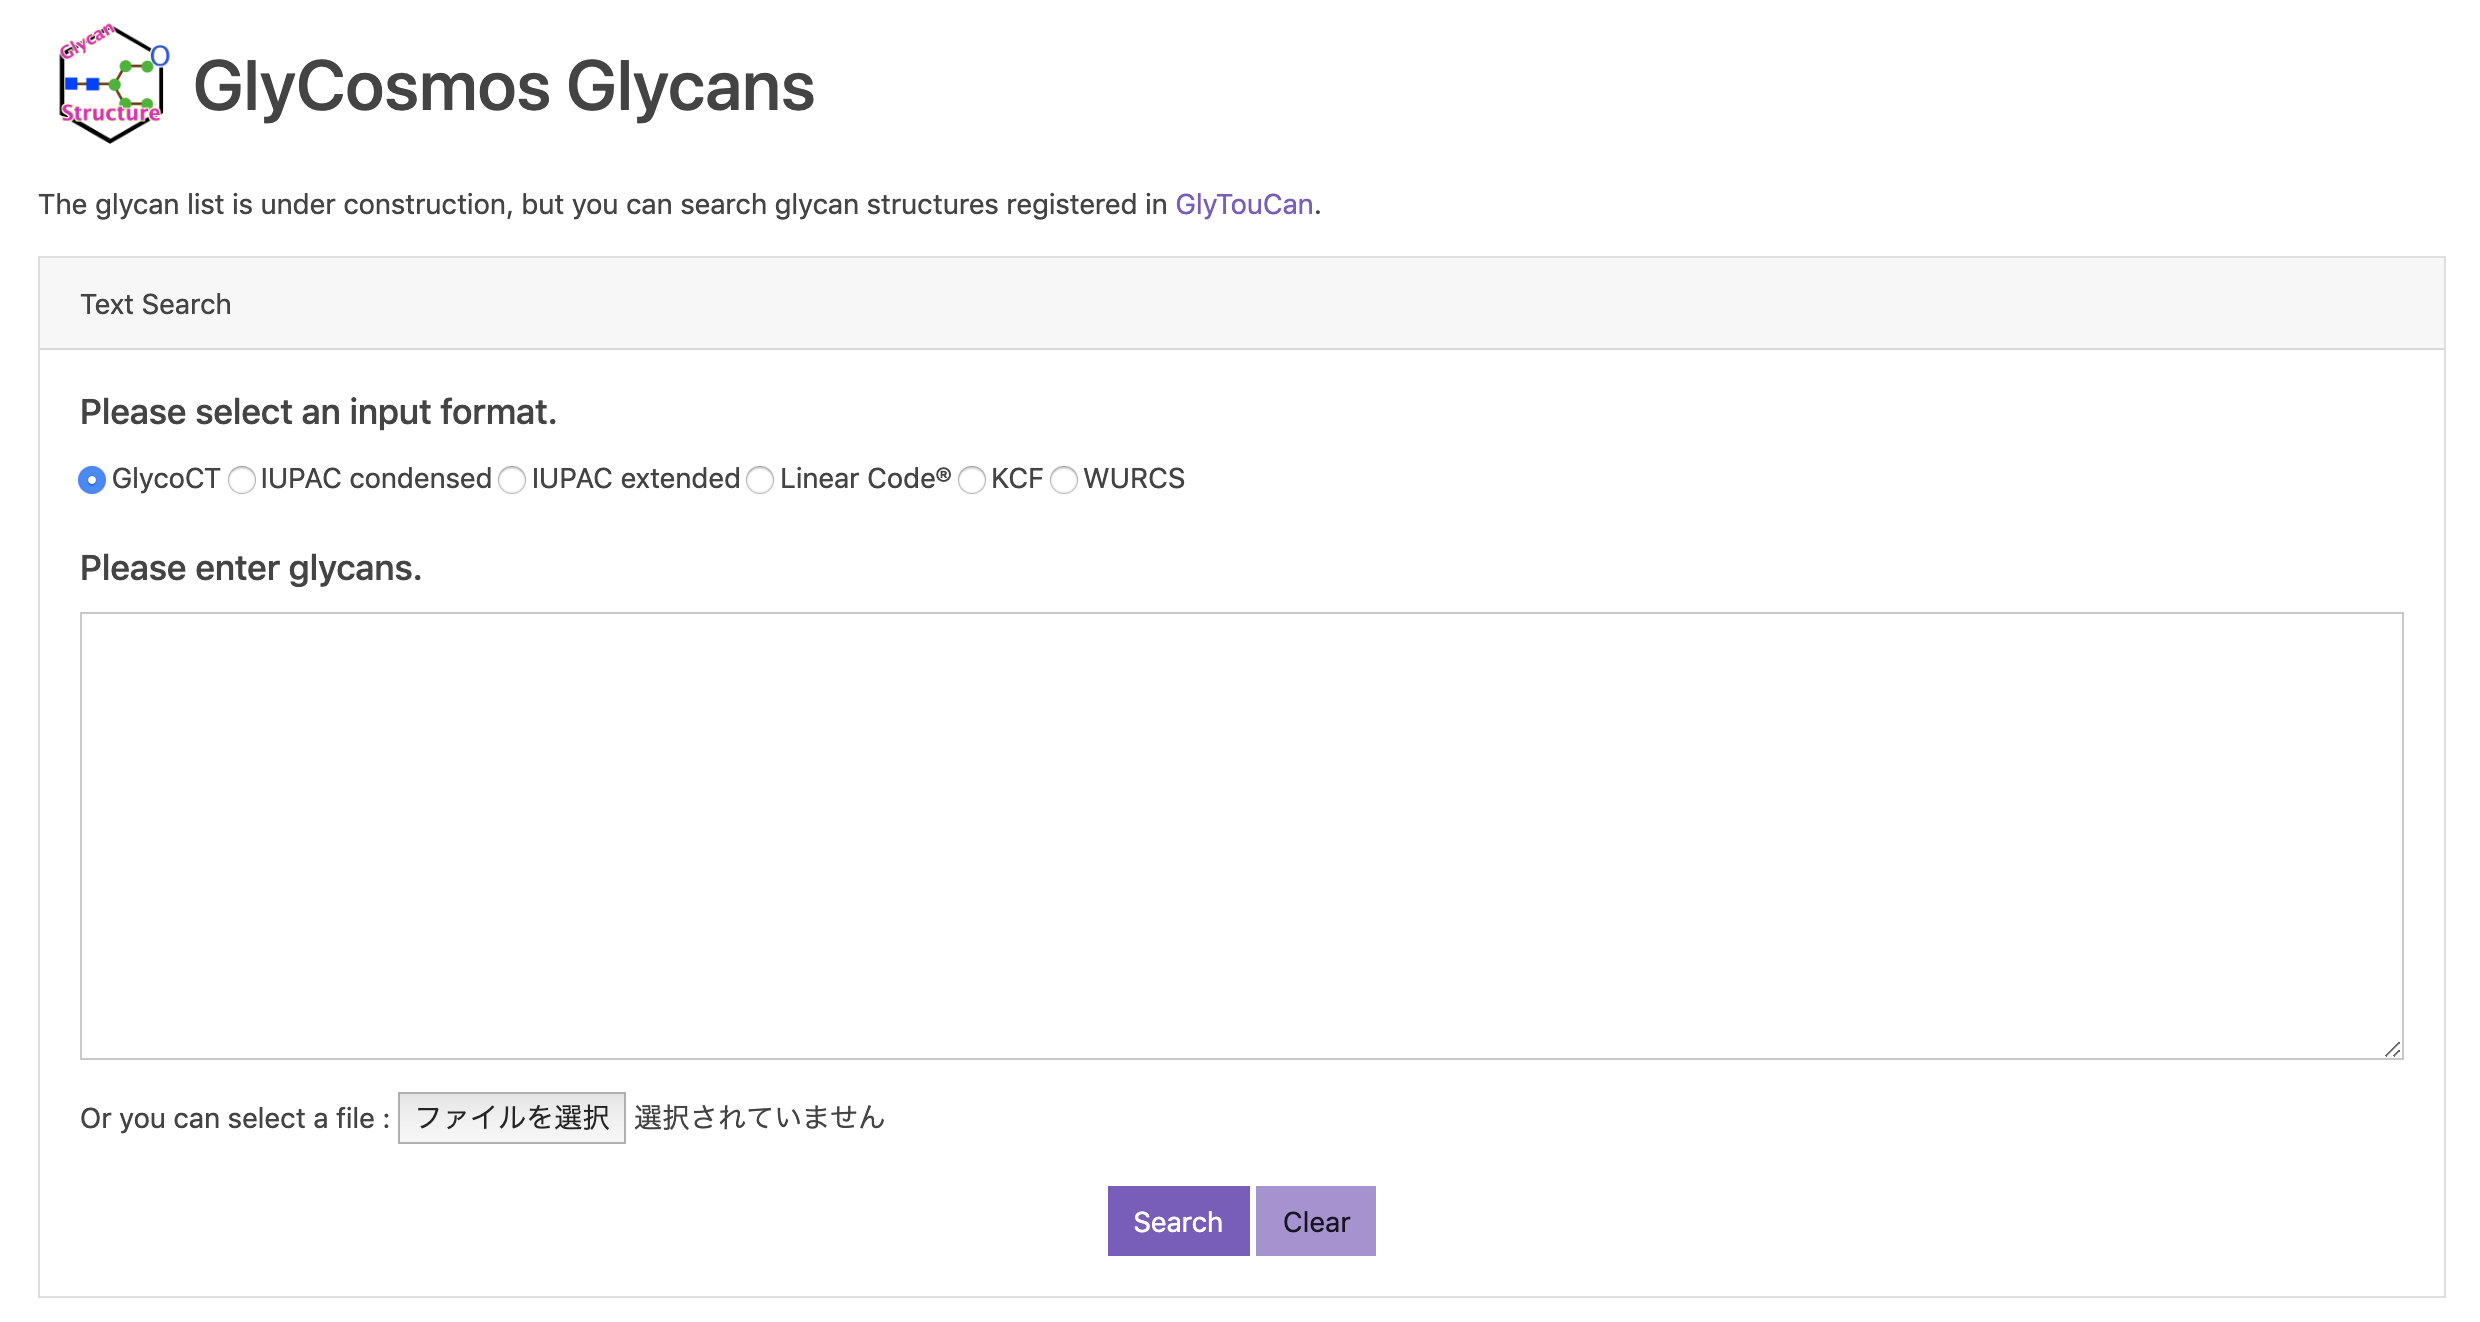 Glycan
O
Structure
GlyCosmos Glycans
The glycan list is under construction, but you can search glycan structures registered in GlyTouCan.
Text Search
Please select an input format.
GlycoCT IUPAC condensed IUPAC extended Linear Code® KCF WURCS
Please enter glycans.
Or you can select a file : ファイルを選択 選択されていません
Search Clear